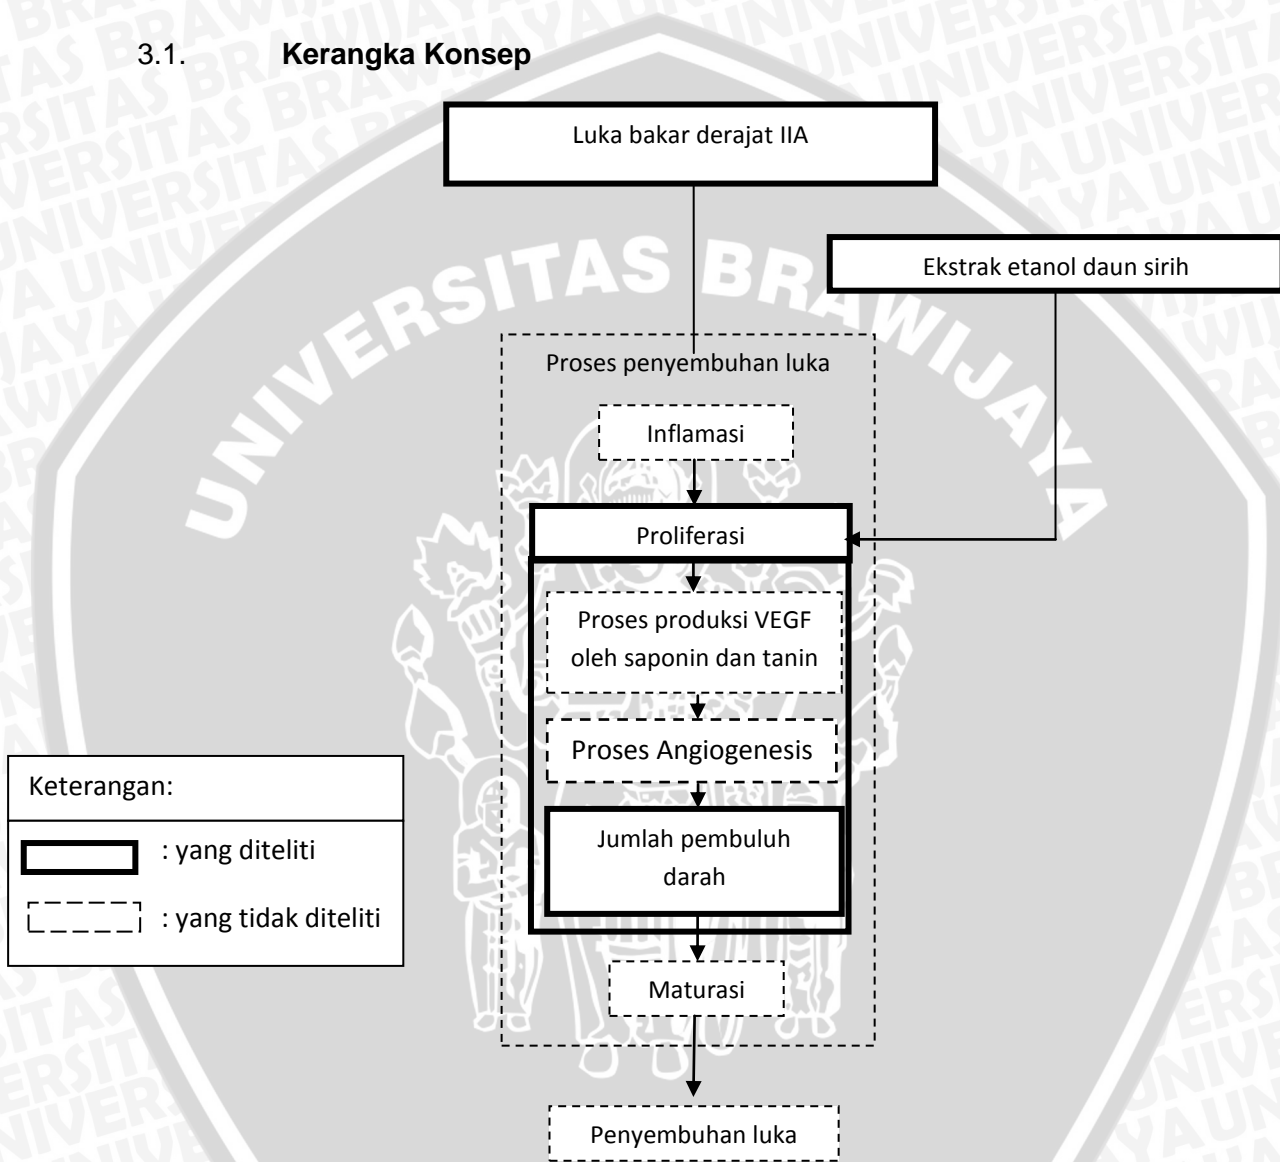 3.1. Kerangka Konsep
Luka bakar derajat IIA
Ekstrak etanol daun sirih
UNIVERSITAS BRAWIJAYA
Proses penyembuhan luka
Inflamasi
Proliferasi
Proses produksi VEGF
oleh saponin dan tanin
Proses Angiogenesis
Jumlah pembuluh
darah
Maturasi
Penyembuhan luka
Keterangan:
: yang diteliti
: yang tidak diteliti